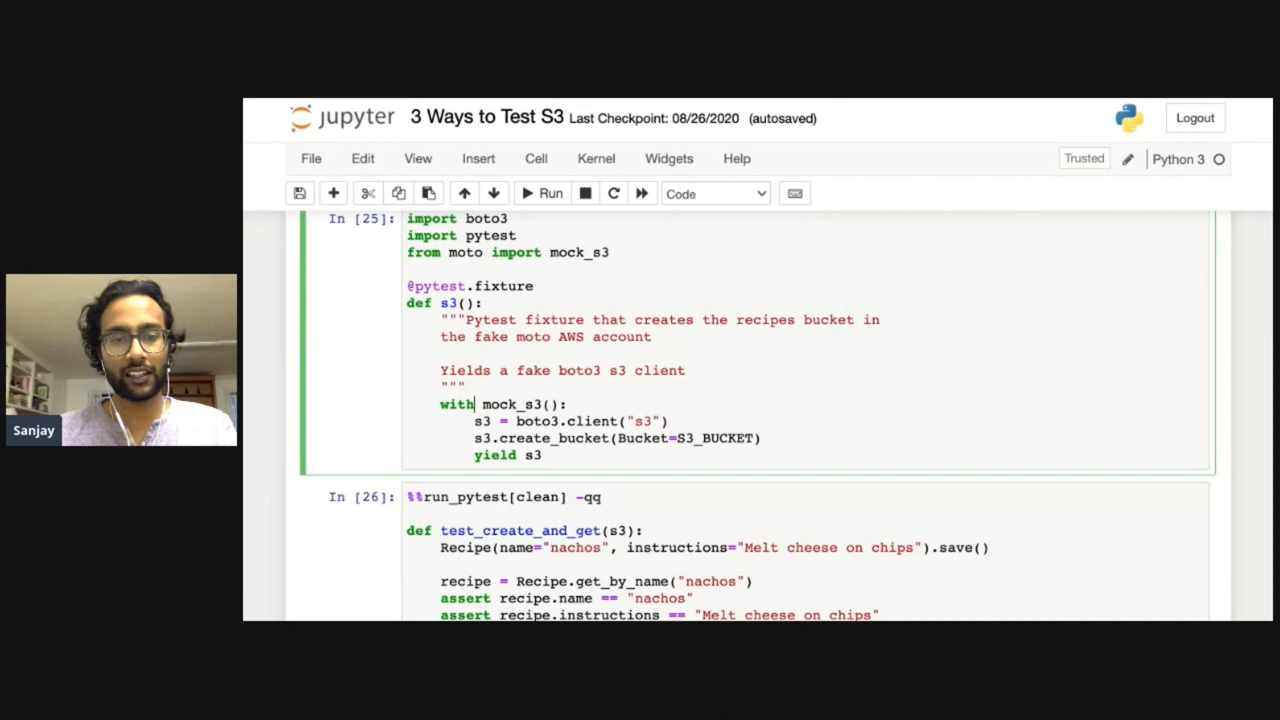 jupyter 3 Ways to Test S3 Last Checkpoint: 08/26/2020 (autosaved)
Logout
File Edit View Insert Cell Kernel Widgets Help
Trusted Python 3
Run Code
In [25]: import boto3
import pytest
from moto import mock_s3
@pytest.fixture
def s3():
"""Pytest fixture that creates the recipes bucket in
the fake moto AWS account
Yields a fake boto3 s3 client
"""
with mock_s3():
s3 = boto3.client("s3")
s3.create_bucket(Bucket=S3_BUCKET)
yield s3
In [26]: %%run_pytest[clean] -qq
def test_create_and_get(s3):
Recipe(name="nachos", instructions="Melt cheese on chips").save()
recipe = Recipe.get_by_name("nachos")
assert recipe.name == "nachos"
assert recipe.instructions == "Melt cheese on chips"
Sanjay